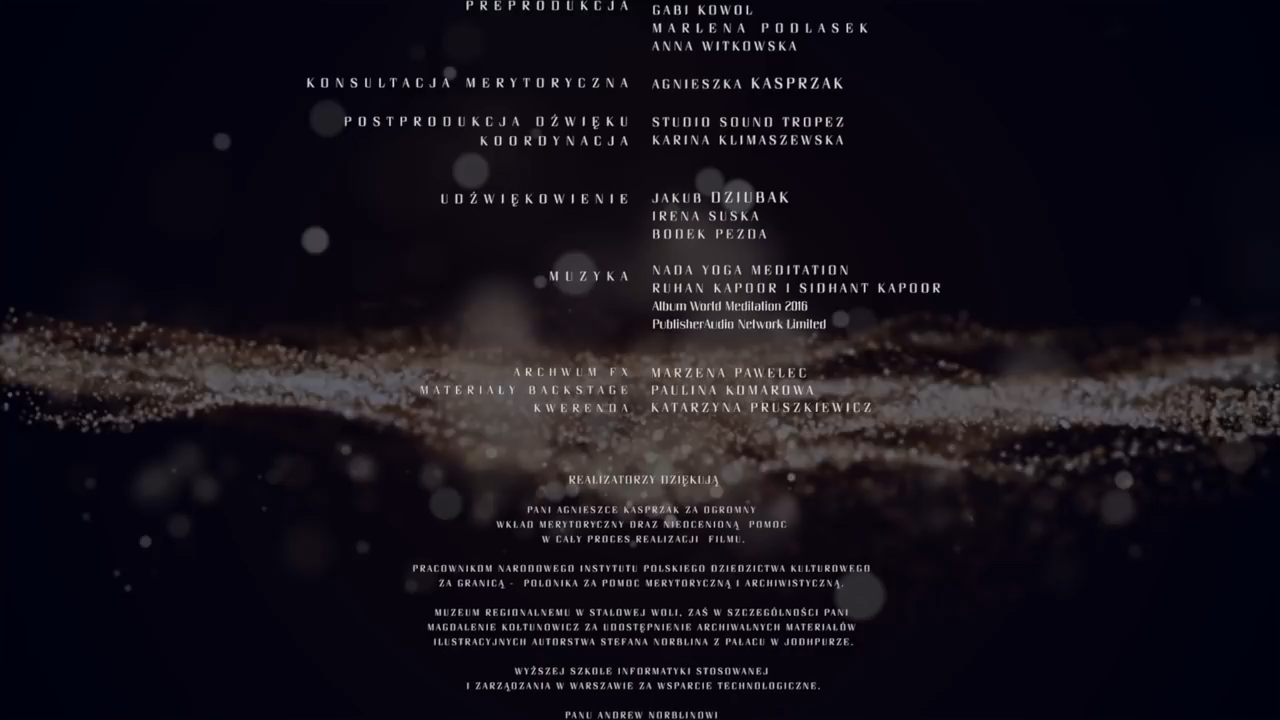 PREPRODUKCJA GABI KOWOL
MARLENA PODLASEK
ANNA WITKOWSKA
KONSULTACJA MERYTORYCZNA AGNIESZKA KASPRZAK
POSTPRODUKCJA DŹWIĘKU STUDIO SOUND TROPEZ
KOORDYNACJA KARINA KLIMASZEWSKA
UDŹWIĘKOWIENIE JAKUB DZIUBAK
IRENA SUSKA
BODEK PEZDA
MUZYKA NADA YOGA MEDITATION
RUHAN KAPOOR I SIDHANT KAPOOR
Album World Meditation 2016
PublisherAudio Network Limited
ARCHWUM FX MARZENA PAWELEC
MATERIAŁY BACKSTAGE PAULINA KOMAROWA
KWERENDA KATARZYNA PRUSZKIEWICZ
REALIZATORZY DZIĘKUJĄ
PANI AGNIESZCE KASPRZAK ZA OGROMNY
WKŁAD MERYTORYCZNY ORAZ NIEOCENIONĄ POMOC
W CAŁY PROCES REALIZACJI FILMU.
PRACOWNIKOM NARODOWEGO INSTYTUTU POLSKIEGO DZIEDZICTWA KULTUROWEGO
ZA GRANICĄ - POLONIKA ZA POMOC MERYTORYCZNĄ I ARCHIWISTYCZNĄ.
MUZEUM REGIONALNEMU W STALOWEJ WOLI, ZAŚ W SZCZEGÓLNOŚCI PANI
MAGDALENIE KOŁTUNOWICZ ZA UDOSTĘPNIENIE ARCHIWALNYCH MATERIAŁÓW
ILUSTRACYJNYCH AUTORSTWA STEFANA NORBLINA Z PAŁACU W JODHPURZE.
WYŻSZEJ SZKOLE INFORMATYKI STOSOWANEJ
I ZARZĄDZANIA W WARSZAWIE ZA WSPARCIE TECHNOLOGICZNE.
PANU ANDREW NORBLINOWI